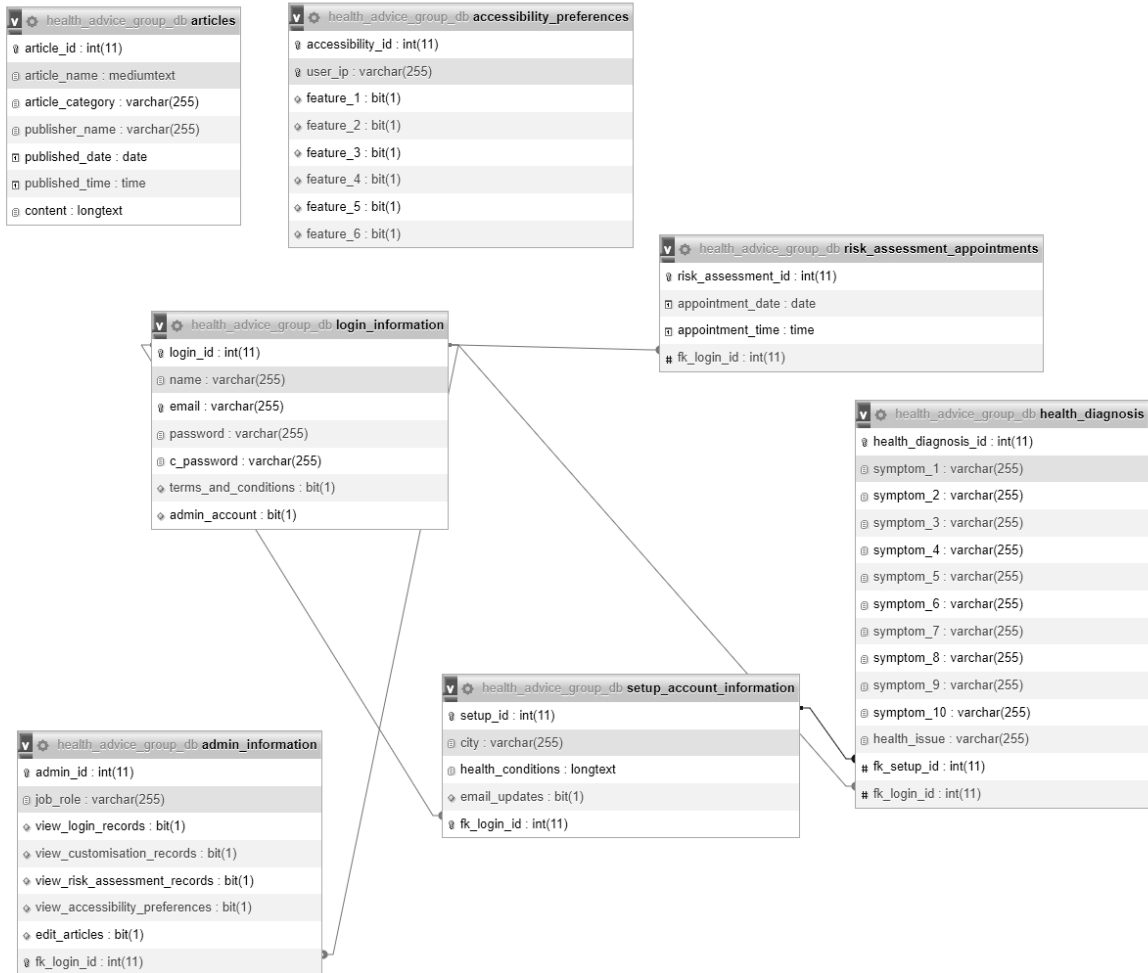 health_advice_group_db articles
article_id : int(11)
article_name : mediumtext
article_category : varchar(255)
publisher_name : varchar(255)
published_date : date
published_time : time
content : longtext
health_advice_group_db accessibility_preferences
accessibility_id : int(11)
user_ip : varchar(255)
feature_1 : bit(1)
feature_2 : bit(1)
feature_3 : bit(1)
feature_4 : bit(1)
feature_5 : bit(1)
feature_6 : bit(1)
health_advice_group_db risk_assessment_appointments
risk_assessment_id : int(11)
appointment_date : date
appointment_time : time
# fk_login_id : int(11)
health_advice_group_db login_information
login_id : int(11)
name : varchar(255)
email : varchar(255)
password : varchar(255)
c_password : varchar(255)
terms_and_conditions : bit(1)
admin_account : bit(1)
health_advice_group_db health_diagnosis
health_diagnosis_id : int(11)
symptom_1 : varchar(255)
symptom_2 : varchar(255)
symptom_3 : varchar(255)
symptom_4 : varchar(255)
symptom_5 : varchar(255)
symptom_6 : varchar(255)
symptom_7 : varchar(255)
symptom_8 : varchar(255)
symptom_9 : varchar(255)
symptom_10 : varchar(255)
health_issue : varchar(255)
# fk_setup_id : int(11)
# fk_login_id : int(11)
health_advice_group_db setup_account_information
setup_id : int(11)
city : varchar(255)
health_conditions : longtext
email_updates : bit(1)
fk_login_id : int(11)
health_advice_group_db admin_information
admin_id : int(11)
job_role : varchar(255)
view_login_records : bit(1)
view_customisation_records : bit(1)
view_risk_assessment_records : bit(1)
view_accessibility_preferences : bit(1)
edit_articles : bit(1)
fk_login_id : int(11)